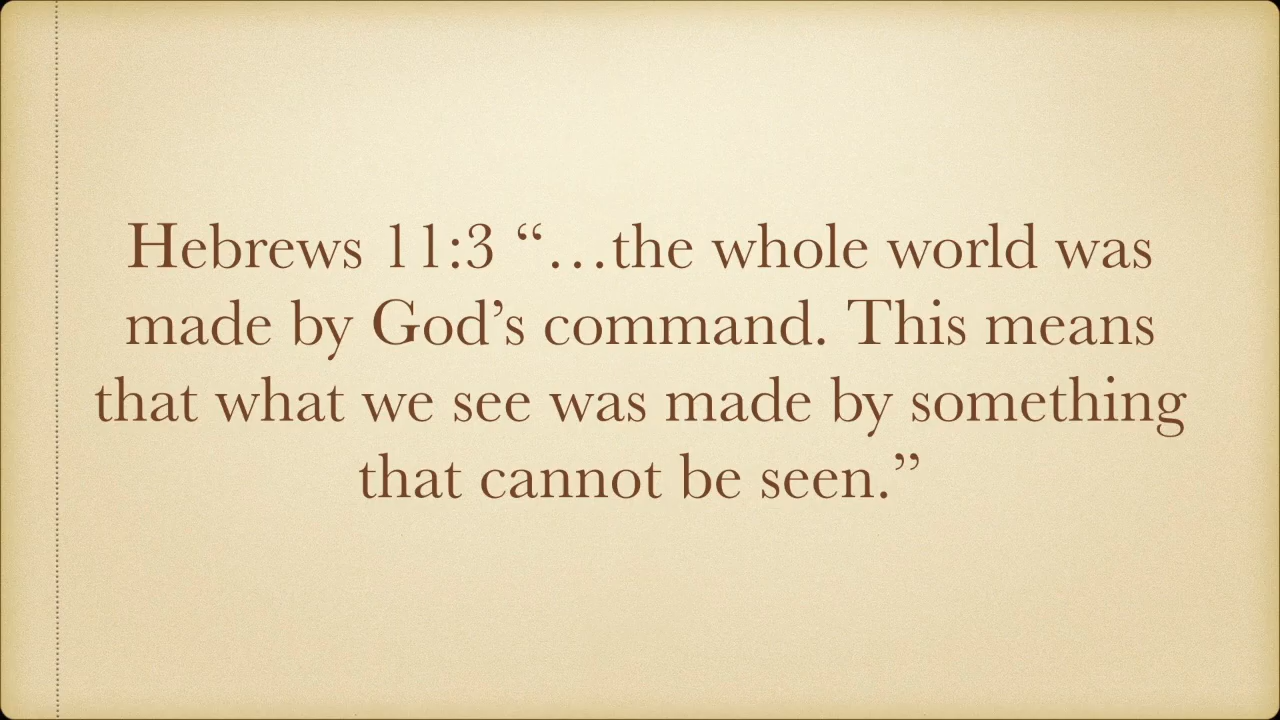 Hebrews 11:3 “…the whole world was
made by God’s command. This means
that what we see was made by something
that cannot be seen.”